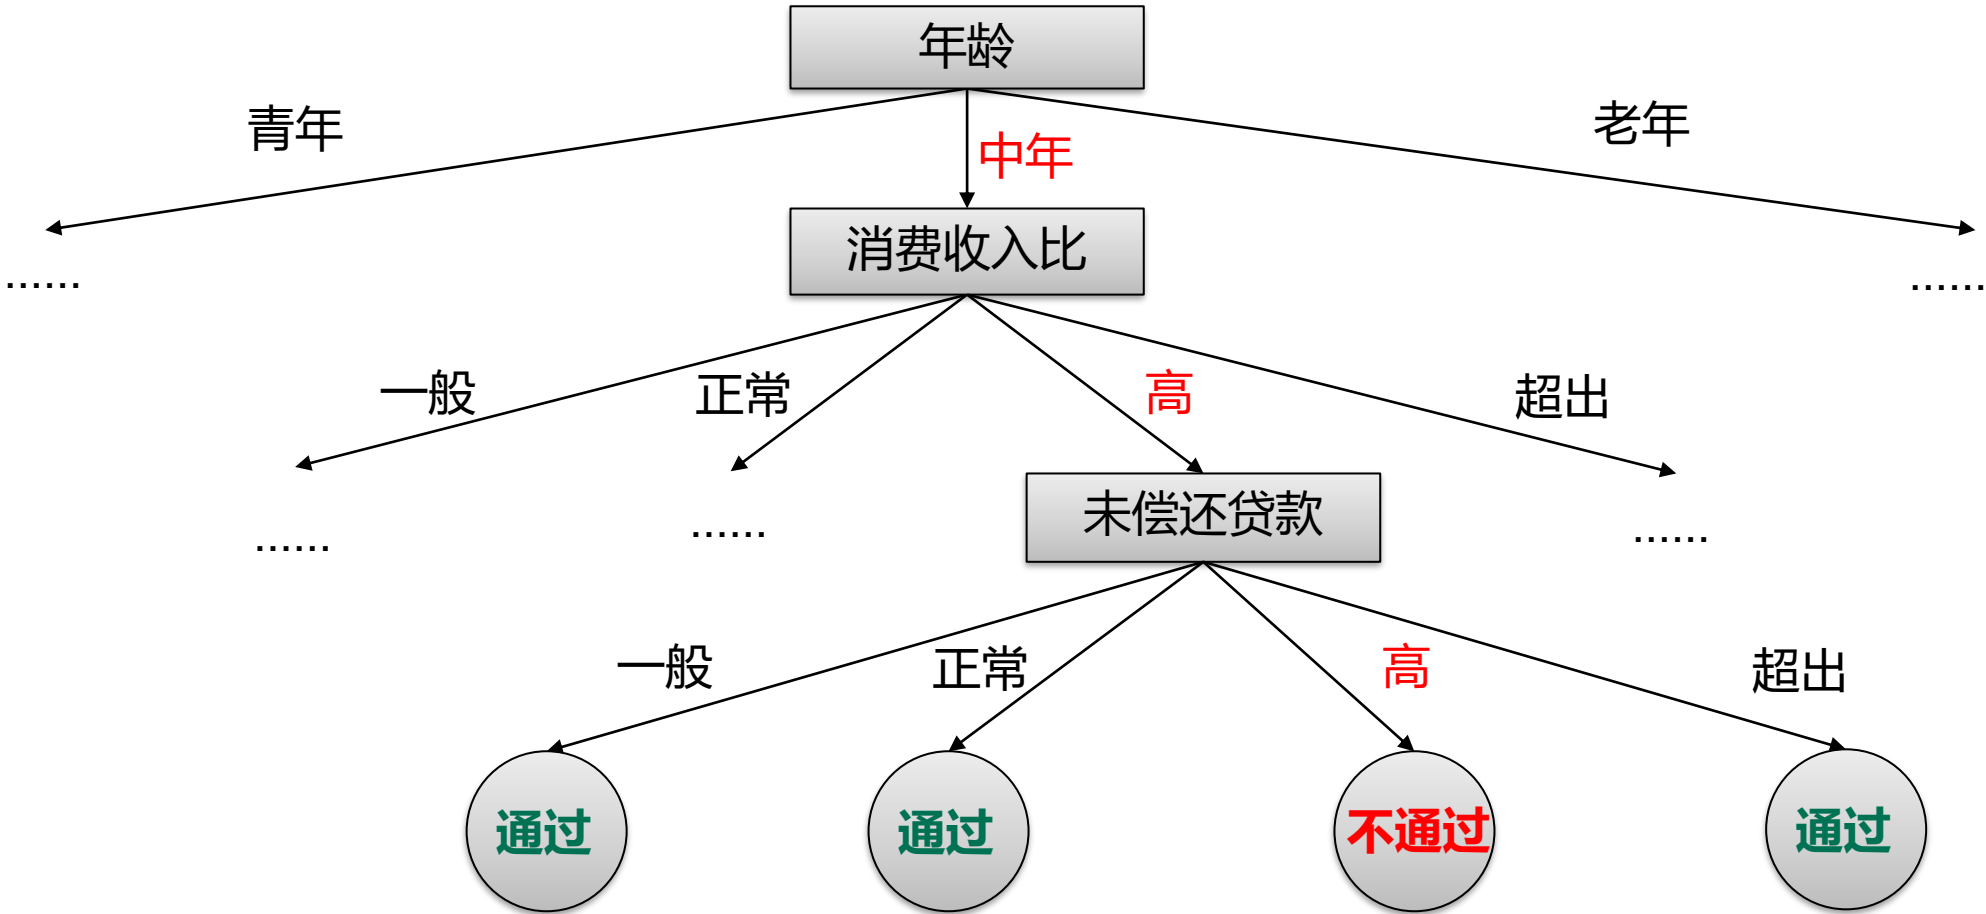 年龄
青年
中年
老年
消费收入比
......
......
一般
正常
高
超出
未偿还贷款
......
......
......
一般
正常
高
超出
通过
通过
不通过
通过